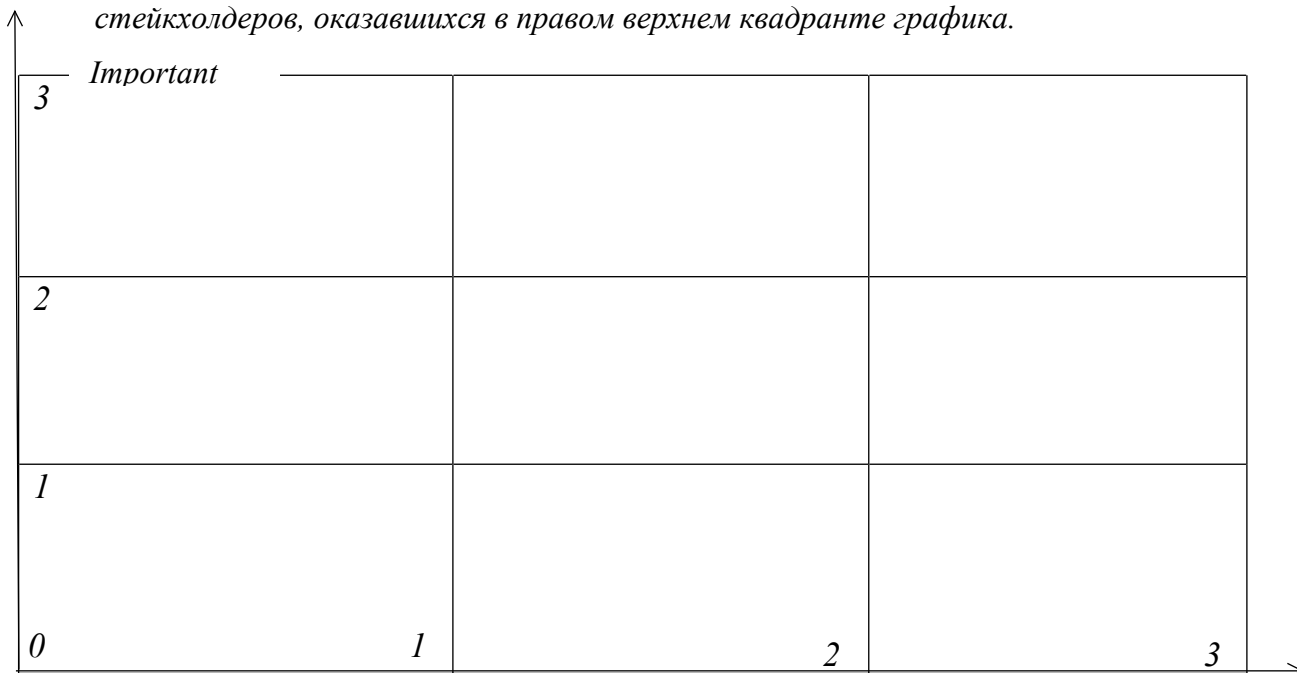 стейкхолдеров, оказавшихся в правом верхнем квадранте графика.
Important
3
2
1
0 1 2 3